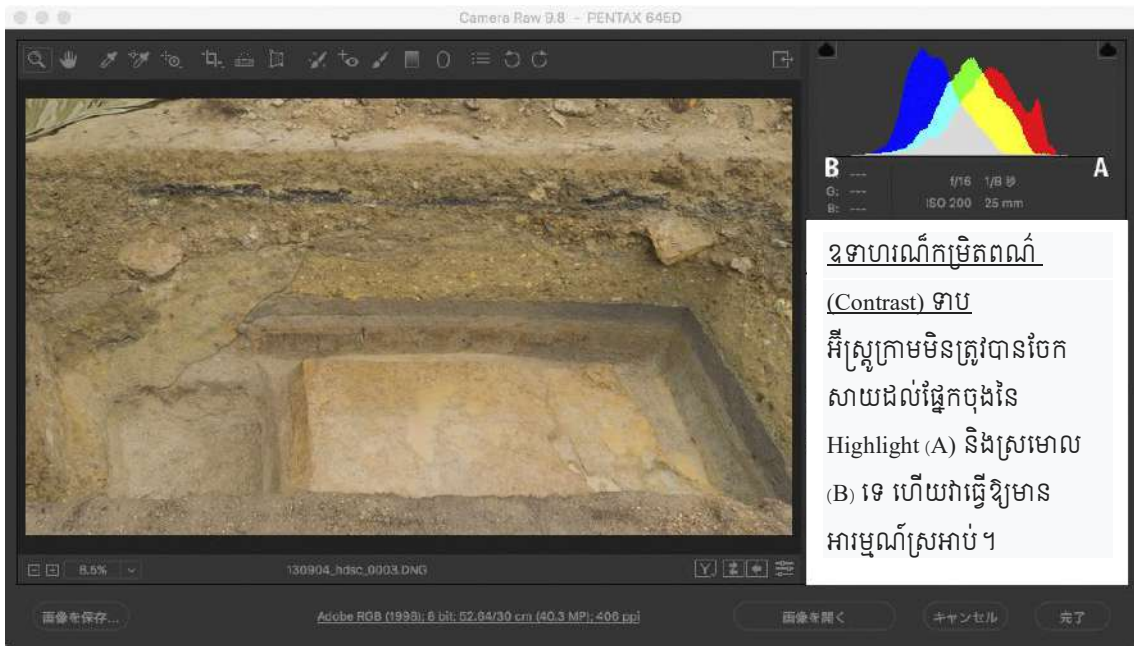 Camera Raw 9.8 - PENTAX 645D
B
A
---
G: ---
B: ---
f/16 1/8 秒
ISO 200 25 mm
ឧទាហរណ៏កម្រិតពណ៌
(Contrast) ទាប
អ៊ីស្តូក្រាមមិនត្រូវបានចែក
សាយដល់ផ្នែកចុងនៃ
Highlight (A) និងស្រមោល
(B) ទេ ហើយវាធ្វើឱ្យមាន
អារម្មណ៍ស្រអាប់។
8.5%
130904_hdsc_0003.DNG
Y
画像を保存...
Adobe RGB (1998); 8 bit; 52.64/30 cm (40.3 MP); 406 ppi
画像を開く
キャンセル
完了